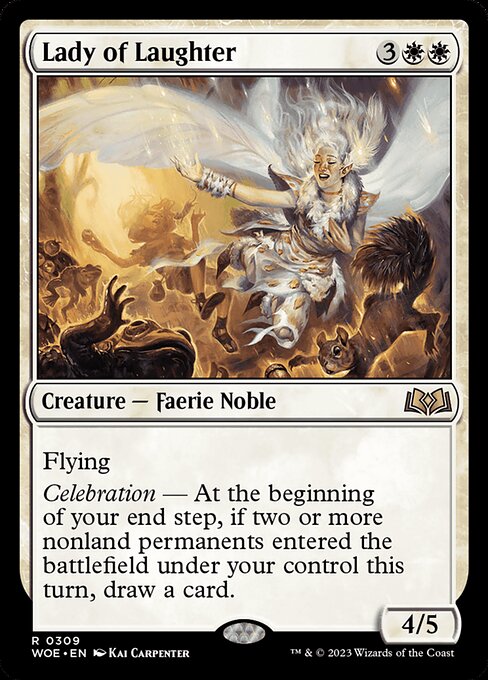 Lady of Laughter 3
Creature — Faerie Noble
Flying
Celebration — At the beginning
of your end step, if two or more
nonland permanents entered the
battlefield under your control this
turn, draw a card.
4/5
R 0309
WOE • EN Kai Carpenter
™ & © 2023 Wizards of the Coast